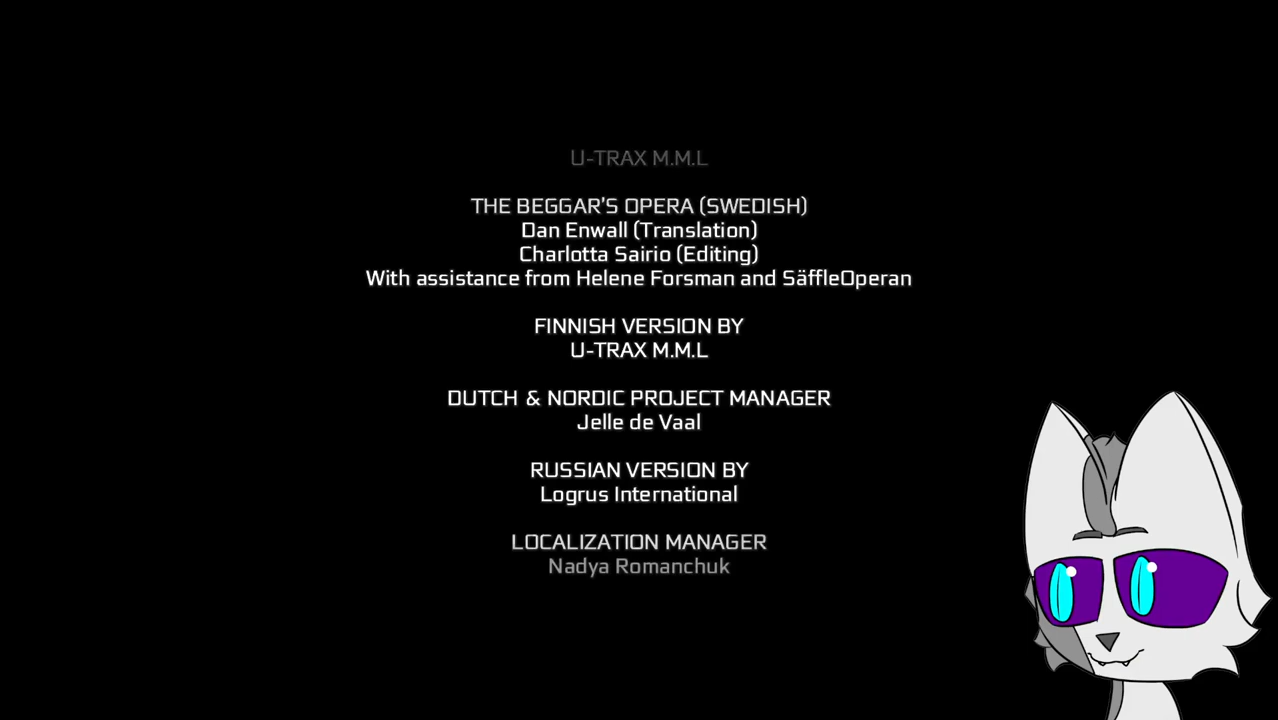 U-TRAX M.M.L
THE BEGGAR'S OPERA (SWEDISH)
Dan Enwall (Translation)
Charlotta Sairio (Editing)
With assistance from Helene Forsman and SäffleOperan
FINNISH VERSION BY
U-TRAX M.M.L
DUTCH & NORDIC PROJECT MANAGER
Jelle de Vaal
RUSSIAN VERSION BY
Logrus International
LOCALIZATION MANAGER
Nadya Romanchuk